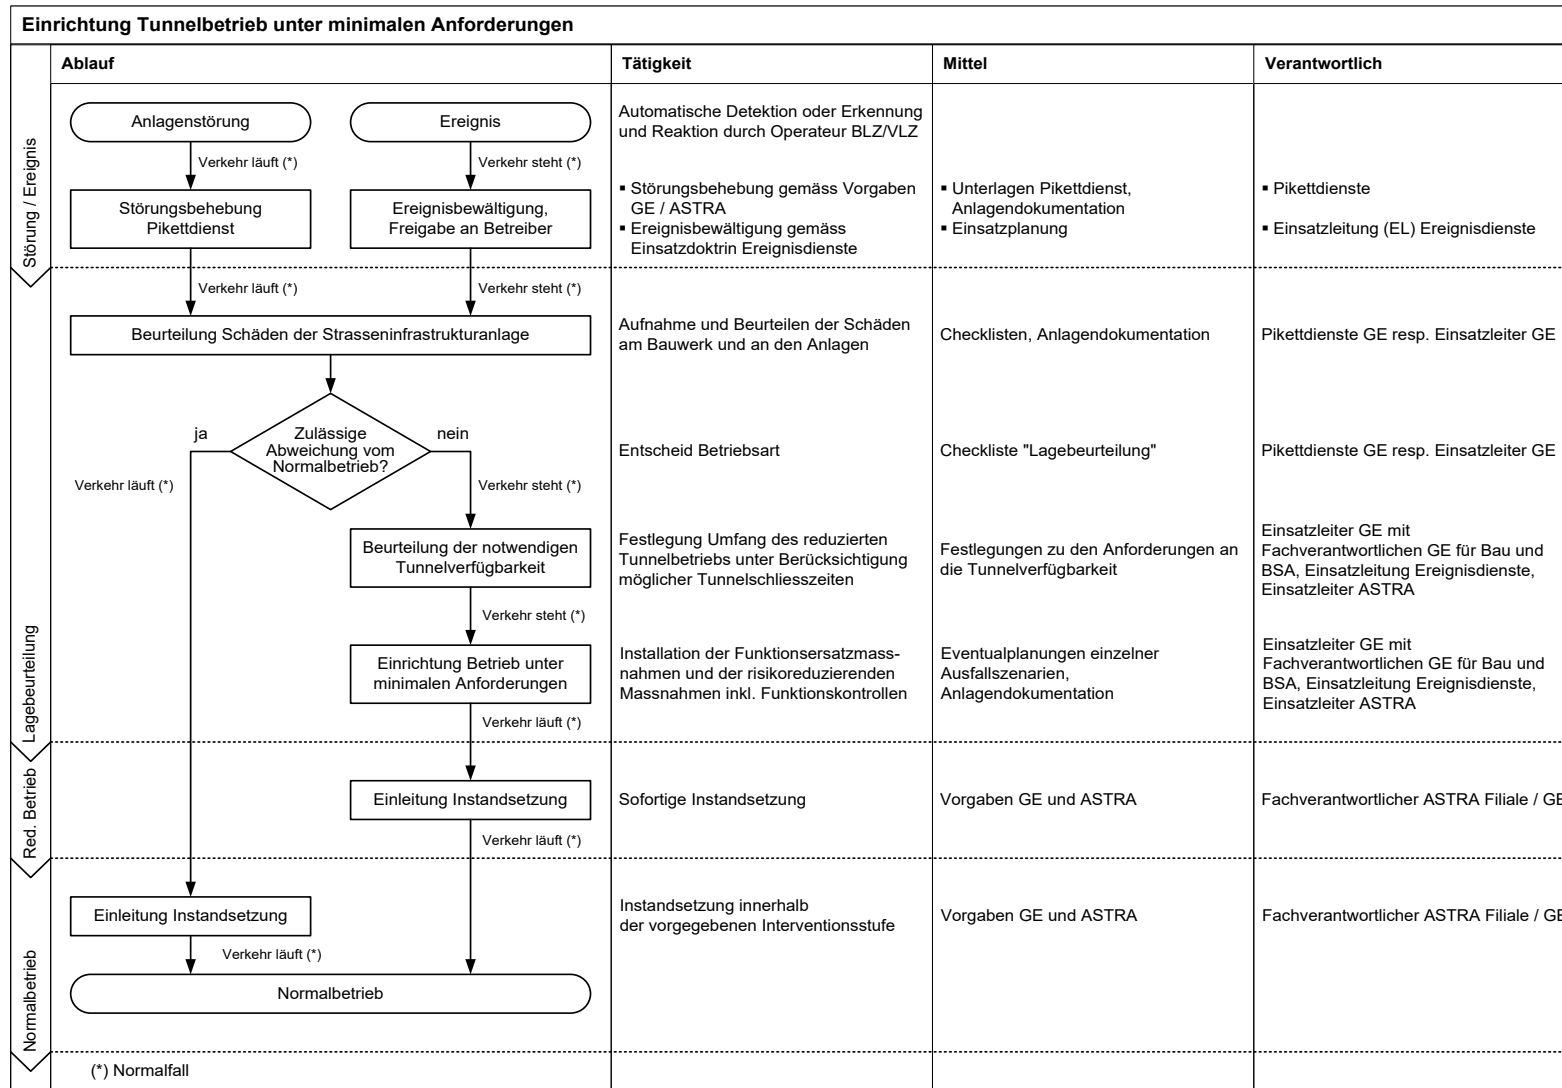 Einrichtung Tunnelbetrieb unter minimalen Anforderungen
Ablauf
Tätigkeit
Mittel
Verantwortlich
Störung / Ereignis
Anlagenstörung
Ereignis
Automatische Detektion oder Erkennung
und Reaktion durch Operateur BLZ/VLZ
Verkehr läuft (*)
Verkehr steht (*)
Störungsbehebung
Pikettdienst
Ereignisbewältigung,
Freigabe an Betreiber
▪ Störungsbehebung gemäss Vorgaben
GE / ASTRA
▪ Ereignisbewältigung gemäss
Einsatzdoktrin Ereignisdienste
▪ Unterlagen Pikettdienst,
Anlagendokumentation
▪ Einsatzplanung
▪ Pikettdienste
▪ Einsatzleitung (EL) Ereignisdienste
Lagebeurteilung
Verkehr läuft (*)
Verkehr steht (*)
Beurteilung Schäden der Strasseninfrastrukturanlage
Aufnahme und Beurteilen der Schäden
am Bauwerk und an den Anlagen
Checklisten, Anlagendokumentation
Pikettdienste GE resp. Einsatzleiter GE
ja
Zulässige
Abweichung vom
Normalbetrieb?
nein
Entscheid Betriebsart
Checkliste "Lagebeurteilung"
Pikettdienste GE resp. Einsatzleiter GE
Verkehr läuft (*)
Verkehr steht (*)
Beurteilung der notwendigen
Tunnelverfügbarkeit
Festlegung Umfang des reduzierten
Tunnelbetriebs unter Berücksichtigung
möglicher Tunnelschliesszeiten
Festlegungen zu den Anforderungen an
die Tunnelverfügbarkeit
Einsatzleiter GE mit
Fachverantwortlichen GE für Bau und
BSA, Einsatzleitung Ereignisdienste,
Einsatzleiter ASTRA
Verkehr steht (*)
Einrichtung Betrieb unter
minimalen Anforderungen
Installation der Funktionsersatzmass-
nahmen und der risikoreduzierenden
Massnahmen inkl. Funktionskontrollen
Eventualplanungen einzelner
Ausfallszenarien,
Anlagendokumentation
Einsatzleiter GE mit
Fachverantwortlichen GE für Bau und
BSA, Einsatzleitung Ereignisdienste,
Einsatzleiter ASTRA
Verkehr läuft (*)
Red. Betrieb
Einleitung Instandsetzung
Sofortige Instandsetzung
Vorgaben GE und ASTRA
Fachverantwortlicher ASTRA Filiale / GE
Verkehr läuft (*)
Normalbetrieb
Einleitung Instandsetzung
Instandsetzung innerhalb
der vorgegebenen Interventionsstufe
Vorgaben GE und ASTRA
Fachverantwortlicher ASTRA Filiale / GE
Verkehr läuft (*)
Normalbetrieb
(*) Normalfall